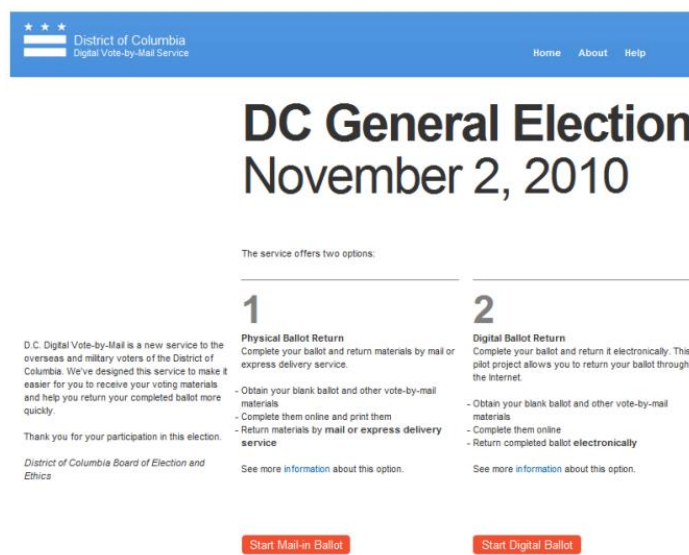 District of Columbia
Digital Vote-by-Mail Service
Home About Help
DC General Election
November 2, 2010
The service offers two options:
D.C. Digital Vote-by-Mail is a new service to the
overseas and military voters of the District of
Columbia. We've designed this service to make it
easier for you to receive your voting materials
and help you return your completed ballot more
quickly.
Thank you for your participation in this election.
District of Columbia Board of Election and
Ethics
1
Physical Ballot Return
Complete your ballot and return materials by mail or
express delivery service.
- Obtain your blank ballot and other vote-by-mail
materials
- Complete them online and print them
- Return materials by mail or express delivery
service
See more information about this option.
Start Mail-in Ballot
2
Digital Ballot Return
Complete your ballot and return it electronically. This
pilot project allows you to return your ballot through
the Internet.
- Obtain your blank ballot and other vote-by-mail
materials
- Complete them online
- Return completed ballot electronically
See more information about this option.
Start Digital Ballot